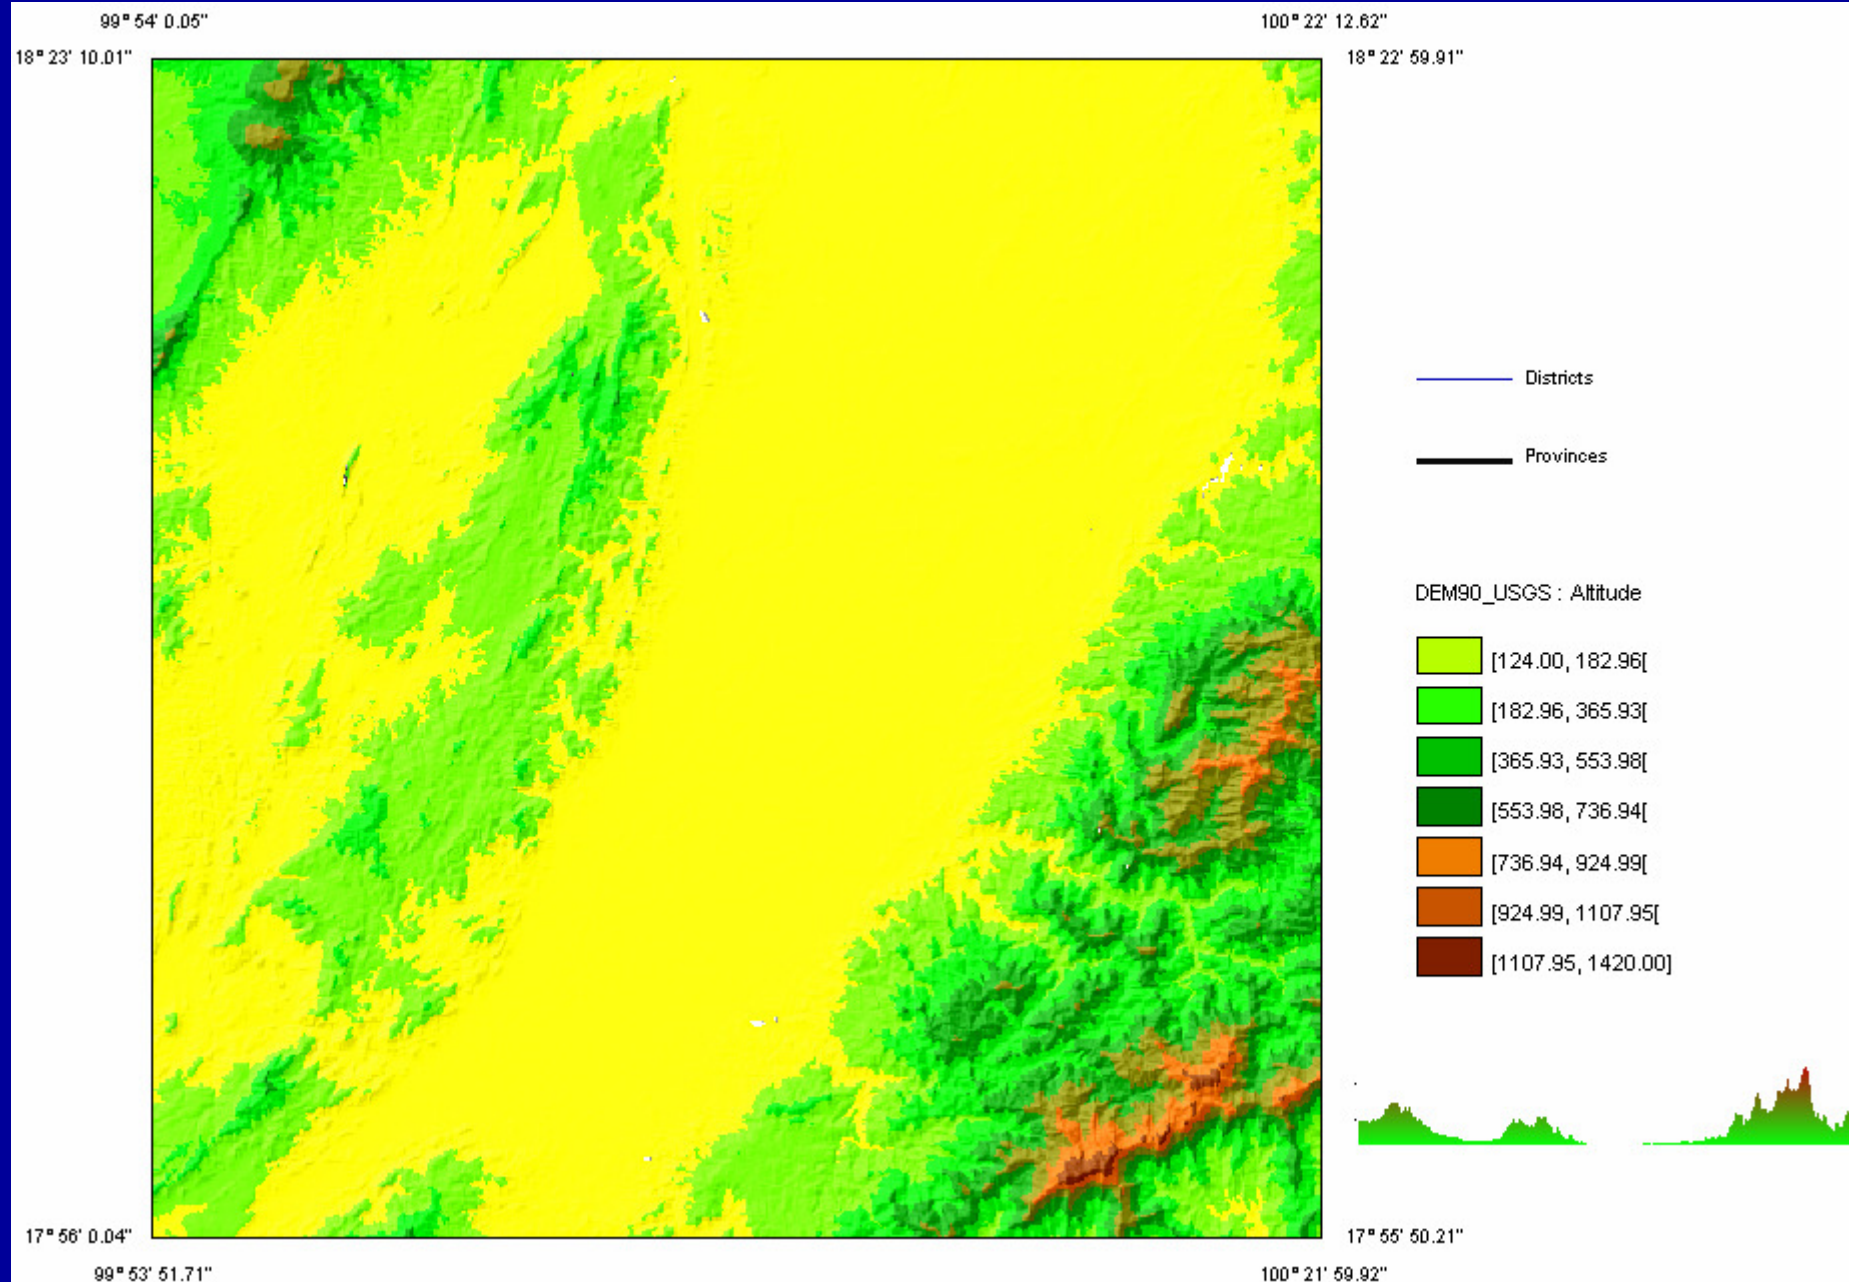 99° 54' 0.05"
100° 22' 12.62"
18° 23' 10.01"
18° 22' 59.91"
Districts
Provinces
DEM90_USGS : Altitude
[124.00, 182.96[
[182.96, 365.93[
[365.93, 553.98[
[553.98, 736.94[
[736.94, 924.99[
[924.99, 1107.95[
[1107.95, 1420.00]
17° 56' 0.04"
17° 55' 50.21"
99° 53' 51.71"
100° 21' 59.92"